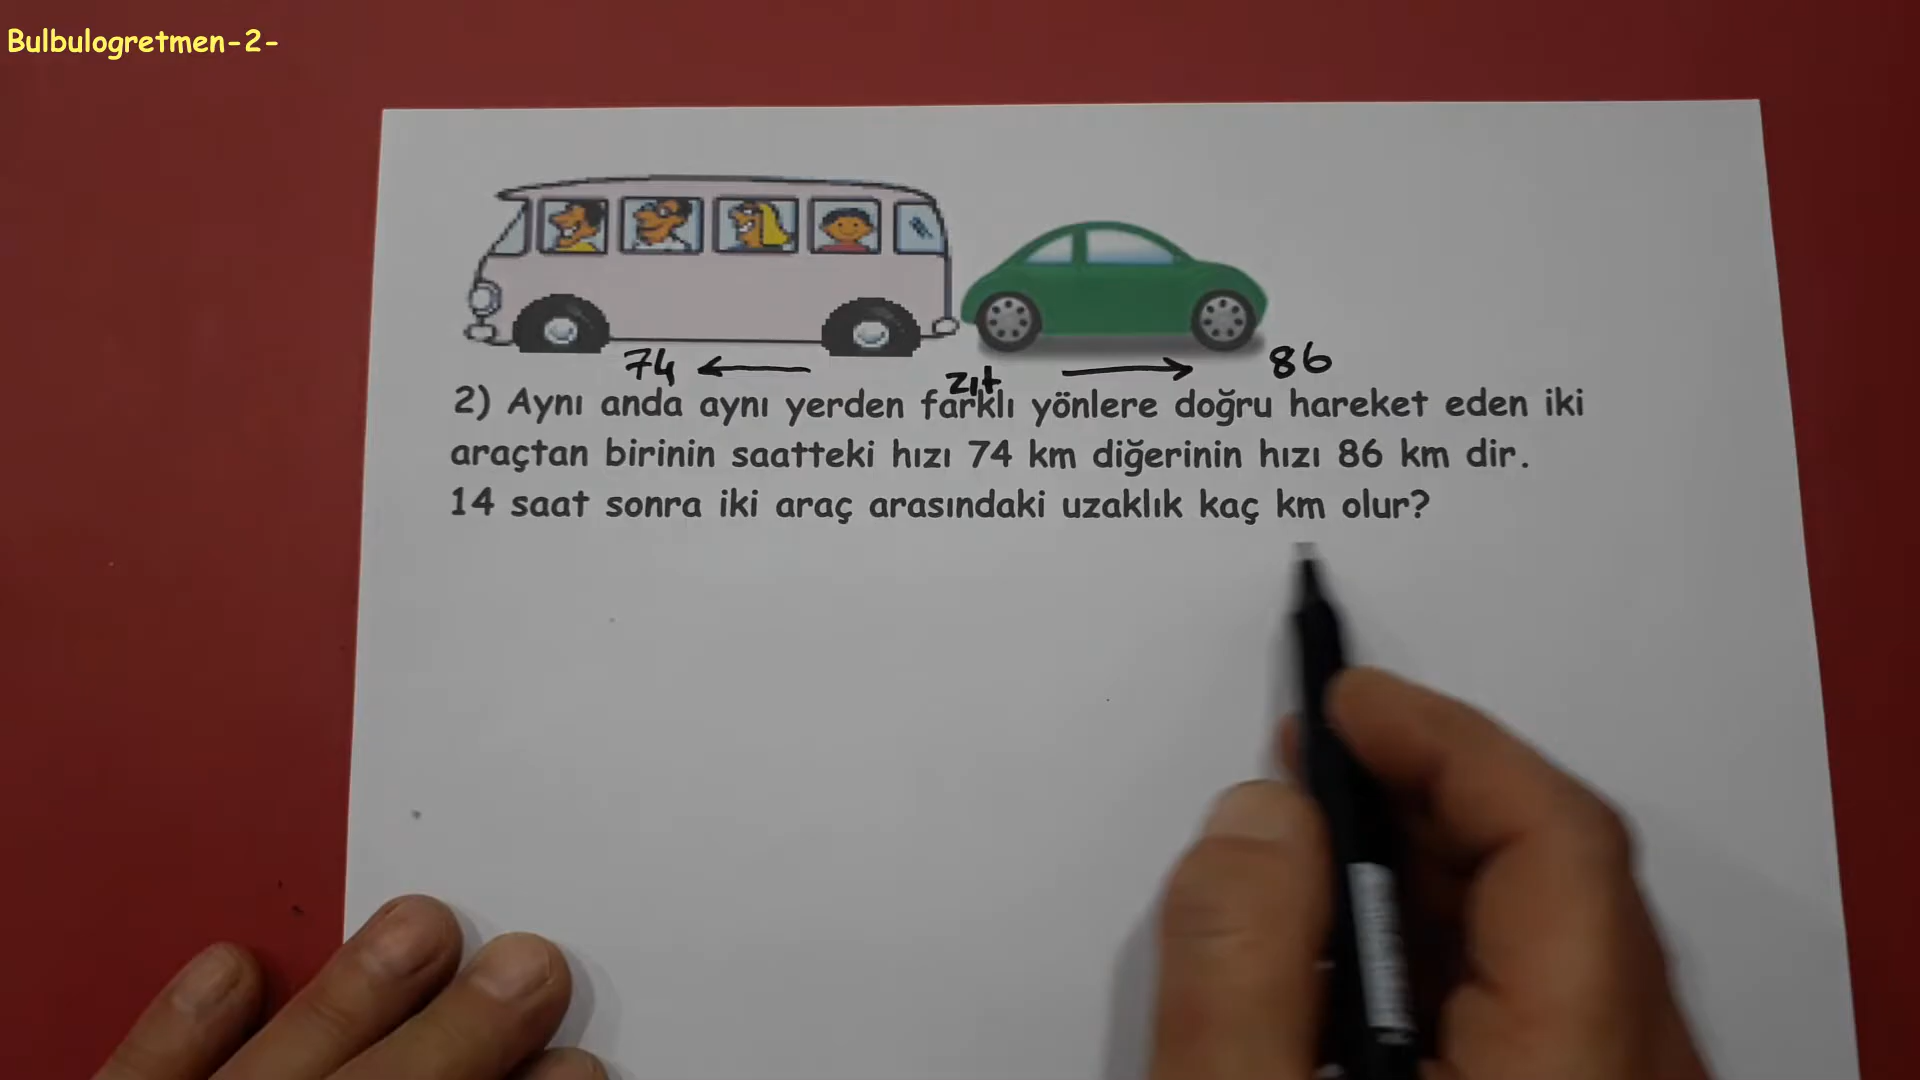 Bulbulogretmen-2-
74 ← → 86
zıt
2) Aynı anda aynı yerden farklı yönlere doğru hareket eden iki
araçtan birinin saatteki hızı 74 km diğerinin hızı 86 km dir.
14 saat sonra iki araç arasındaki uzaklık kaç km olur?